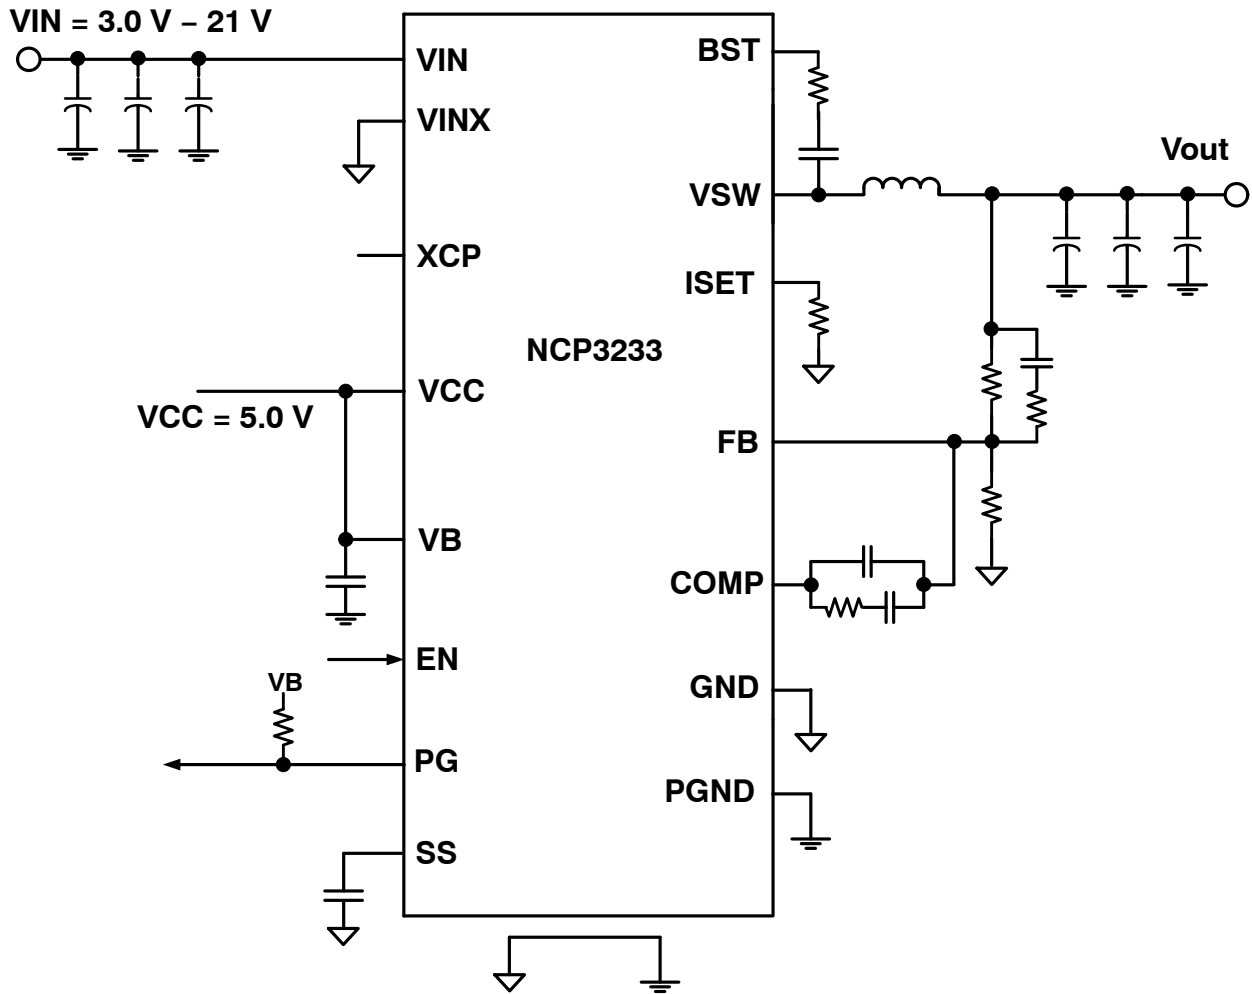 VIN = 3.0 V – 21 V
VIN
VINX
XCP
VCC
VCC = 5.0 V
VB
EN
VB
PG
SS
NCP3233
BST
VSW
Vout
ISET
FB
COMP
GND
PGND